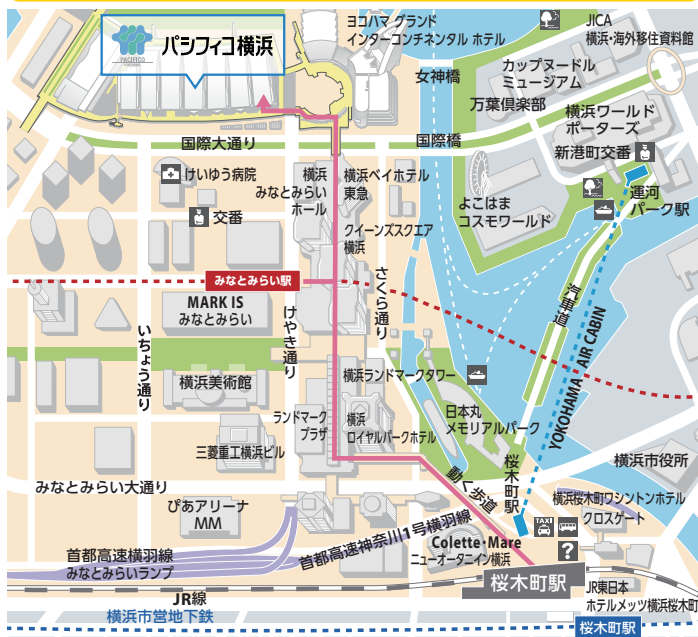 ヨコハマ グランド
インターコンチネンタル ホテル
JICA
横浜・海外移住資料館
PACIFICO
パシフィコ横浜
女神橋
カップヌードル
ミュージアム
万葉倶楽部
横浜ワールド
ポーターズ
新港町交番
国際大通り
国際橋
けいゆう病院
横浜
みなとみらい
ホール
横浜ベイホテル
東急
運河
パーク駅
よこはま
コスモワールド
交番
クイーンズスクエア
横浜
みなとみらい駅
さくら通り
汽車道
MARK IS
みなとみらい
けやき通り
いちょう通り
YOKOHAMA AIR CABIN
横浜美術館
横浜ランドマークタワー
ランドマーク
プラザ
横浜
ロイヤルパークホテル
日本丸
メモリアルパーク
三菱重工横浜ビル
桜木町駅
横浜市役所
みなとみらい大通り
動く歩道
横浜桜木町ワシントンホテル
クロスゲート
ぴあアリーナ
MM
TAXI
?
首都高速神奈川1号横羽線
Colette・Mare
ニューオータニイン横浜
首都高速横羽線
みなとみらいランプ
桜木町駅
JR東日本
ホテルメッツ横浜桜木町
JR線
横浜市営地下鉄
桜木町駅